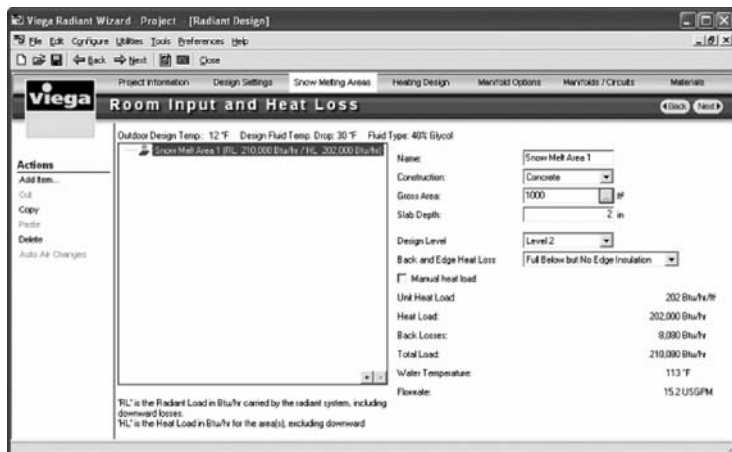 Viega Radiant Wizard - Project - [Radiant Design]
File Edit Configure Utilities Tools Preferences Help
Back Next Close
Project Information Design Settings Snow Melting Areas Heating Design Manifold Options Manifolds / Circuits Materials
Viega
Room Input and Heat Loss
Back Next
Outdoor Design Temp.: 12 °F Design Fluid Temp. Drop: 30 °F Fluid Type: 40% Glycol
Snow Melt Area 1 (RL: 210,000 Btu/hr / HL: 202,000 Btu/hr)
Actions
Add Item...
Cut
Copy
Paste
Delete
Auto Air Changes
Name: Snow Melt Area 1
Construction: Concrete
Gross Area: 1000 ft²
Slab Depth: 2 in
Design Level Level 2
Back and Edge Heat Loss Full Below but No Edge Insulation
Manual heat load
Unit Heat Load 202 Btu/hr/ft²
Heat Load: 202,000 Btu/hr
Back Losses: 8,080 Btu/hr
Total Load: 210,080 Btu/hr
Water Temperature: 113 °F
Flowrate: 15.2 USGPM
'RL' is the Radiant Load in Btu/hr carried by the radiant system, including
downward losses.
'HL' is the Heat Load in Btu/hr for the area(s), excluding downward